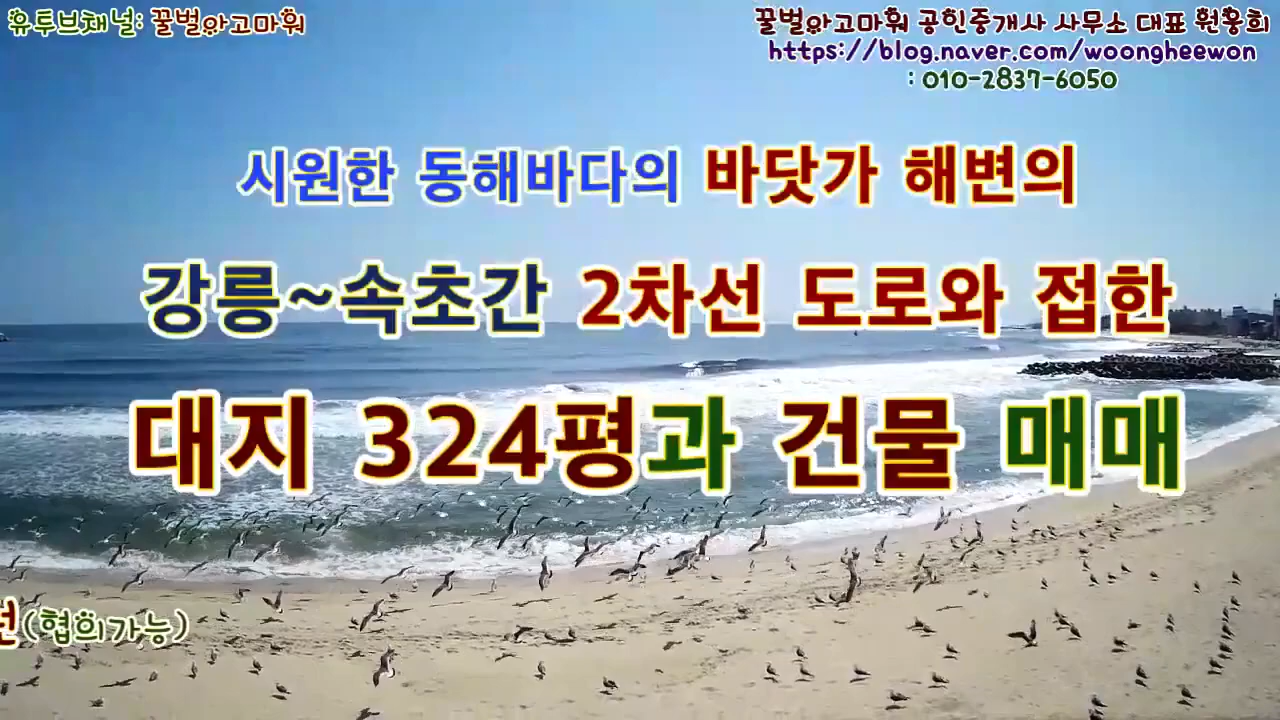 유투브채널: 꿀벌아고마워
꿀벌아고마워 공인중개사 사무소 대표 원웅희
https://blog.naver.com/woongheewon
: 010-2837-6050
시원한 동해바다의 바닷가 해변의
강릉~속초간 2차선 도로와 접한
대지 324평과 건물 매매
(협의가능)